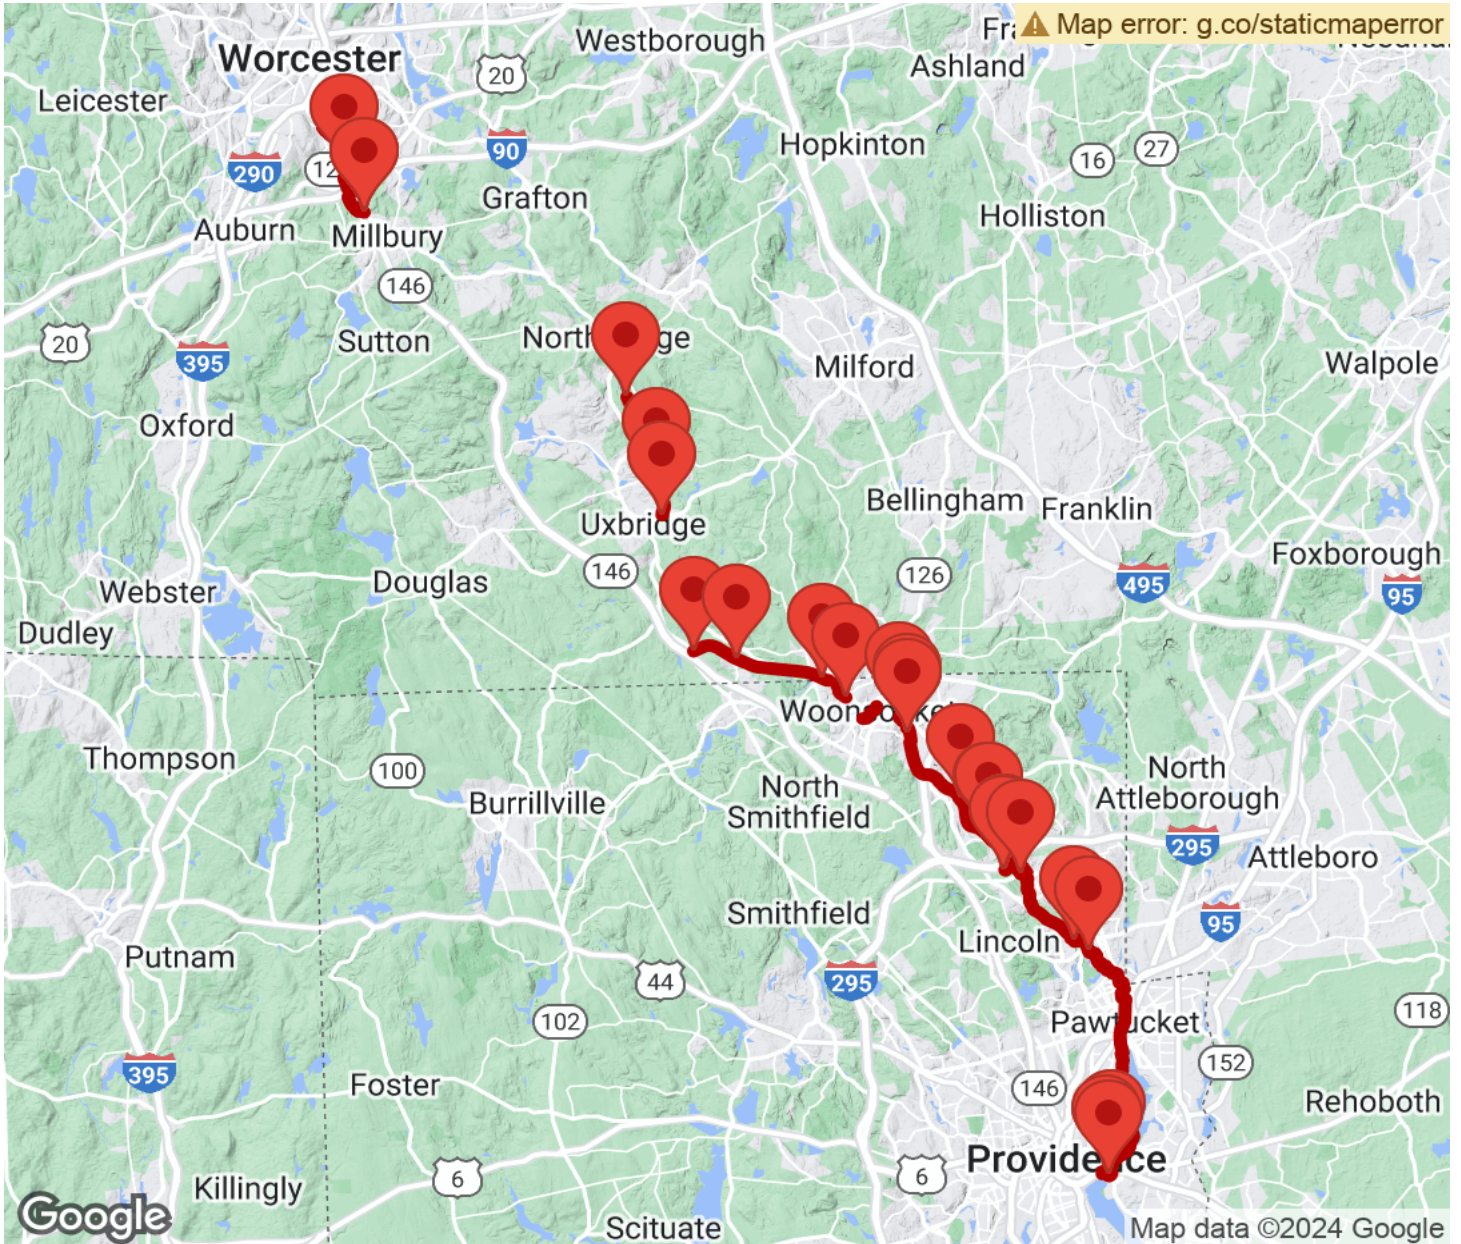 Map error: g.co/staticmaperror
Westborough
Worcester
Ashland
20
Leicester
Hopkinton
16
27
90
290
Grafton
Holliston
Auburn
Millbury
146
20
Sutton
395
Milford
Walpole
Oxford
Bellingham
Franklin
Uxbridge
Foxborough
146
126
495
95
Douglas
Webster
Dudley
Thompson
100
North
Smithfield
North
Attleborough
Burrillville
295
Attleboro
Smithfield
95
Lincoln
Putnam
44
295
102
118
Pawtucket
152
395
Foster
146
Rehoboth
Providence
6
6
Killingly
Google
Scituate
Map data ©2024 Google